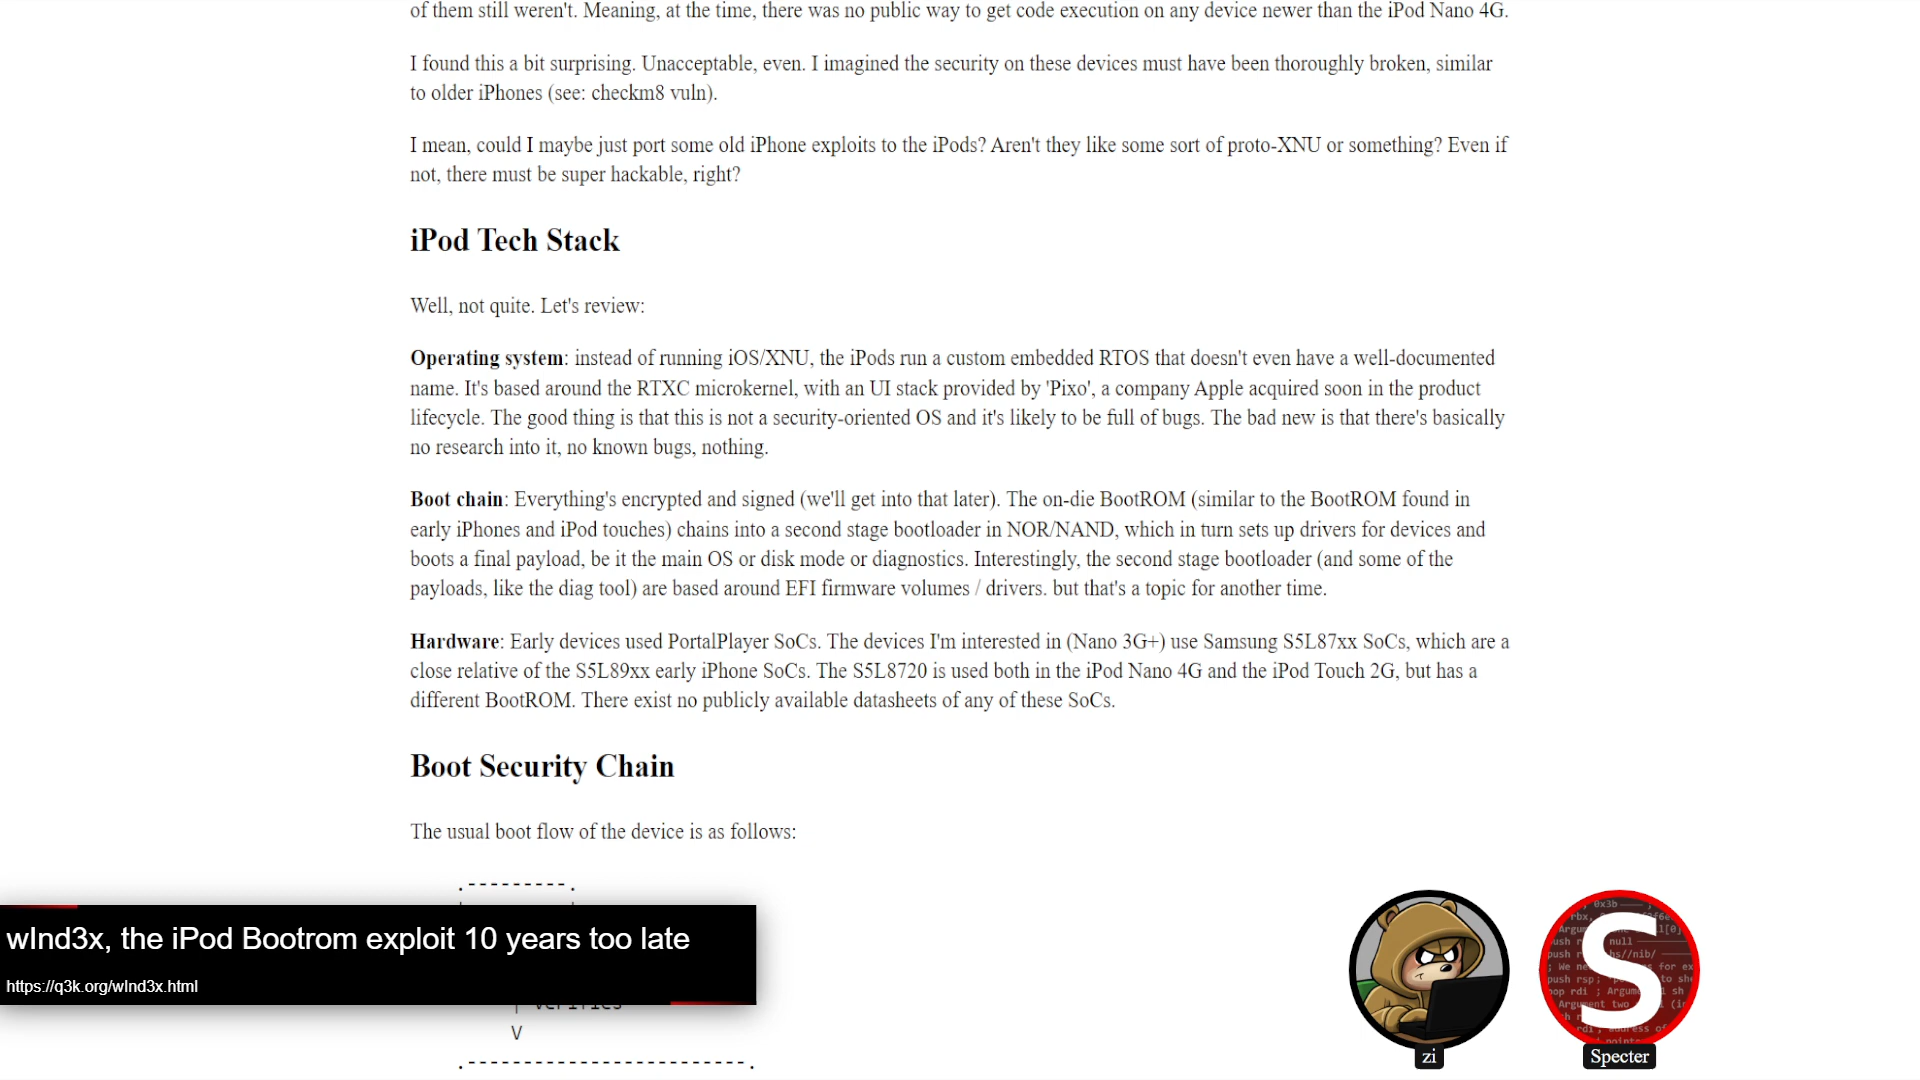 of them still weren't. Meaning, at the time, there was no public way to get code execution on any device newer than the iPod Nano 4G.
I found this a bit surprising. Unacceptable, even. I imagined the security on these devices must have been thoroughly broken, similar
to older iPhones (see: checkm8 vuln).
I mean, could I maybe just port some old iPhone exploits to the iPods? Aren't they like some sort of proto-XNU or something? Even if
not, there must be super hackable, right?
iPod Tech Stack
Well, not quite. Let's review:
Operating system: instead of running iOS/XNU, the iPods run a custom embedded RTOS that doesn't even have a well-documented
name. It's based around the RTXC microkernel, with an UI stack provided by 'Pixo', a company Apple acquired soon in the product
lifecycle. The good thing is that this is not a security-oriented OS and it's likely to be full of bugs. The bad new is that there's basically
no research into it, no known bugs, nothing.
Boot chain: Everything's encrypted and signed (we'll get into that later). The on-die BootROM (similar to the BootROM found in
early iPhones and iPod touches) chains into a second stage bootloader in NOR/NAND, which in turn sets up drivers for devices and
boots a final payload, be it the main OS or disk mode or diagnostics. Interestingly, the second stage bootloader (and some of the
payloads, like the diag tool) are based around EFI firmware volumes / drivers. but that's a topic for another time.
Hardware: Early devices used PortalPlayer SoCs. The devices I'm interested in (Nano 3G+) use Samsung S5L87xx SoCs, which are a
close relative of the S5L89xx early iPhone SoCs. The S5L8720 is used both in the iPod Nano 4G and the iPod Touch 2G, but has a
different BootROM. There exist no publicly available datasheets of any of these SoCs.
Boot Security Chain
The usual boot flow of the device is as follows:
.---------.
wInd3x, the iPod Bootrom exploit 10 years too late
https://q3k.org/wInd3x.html
V
.------------------------.
zi
S
Specter